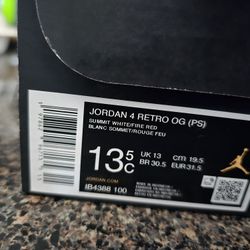 JORDAN 4 RETRO OG (PS)
SUMMIT WHITE/FIRE RED
BLANC SOMMET/ROUGE FEU
13.5C
UK 13 cm 19.5
BR 30.5 EUR 31.5
JORDAN.COM
IB4388 100